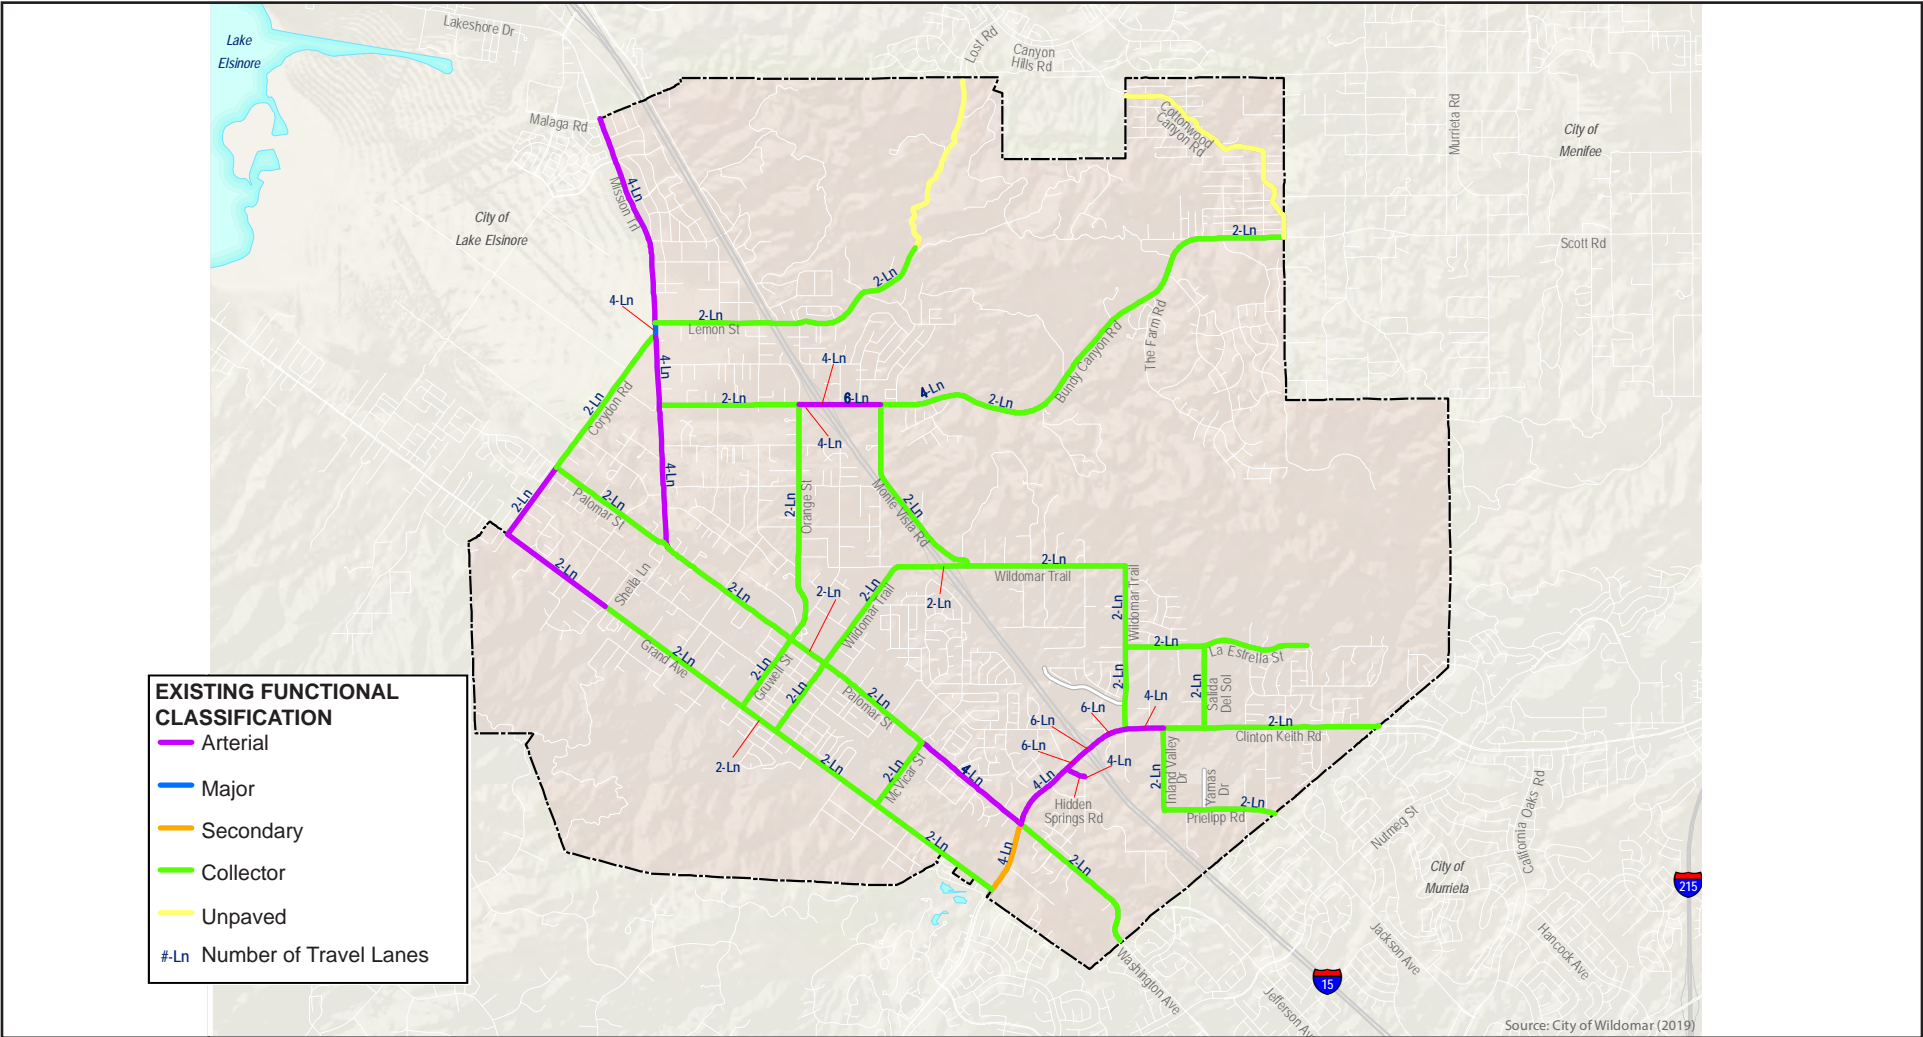 Lakeshore Dr
Lost Rd
Lake
Elsinore
Canyon
Hills Rd
Malaga Rd
Cottonwood
Canyon Rd
Murrieta Rd
City of
Menifee
4-Ln
Mission Trl
City of
Lake Elsinore
2-Ln
Scott Rd
2-Ln
4-Ln
2-Ln
Lemon St
The Farm Rd
Bundy Canyon Rd
4-Ln
4-Ln
2-Ln
Corydon Rd
2-Ln
6-Ln
4-Ln
2-Ln
4-Ln
4-Ln
2-Ln
Palomar St
2-Ln
2-Ln
Orange St
Monte Vista Rd
2-Ln
2-Ln
Sheila Ln
2-Ln
2-Ln
2-Ln
Wildomar Trail
2-Ln
2-Ln
Wildomar Trail
2-Ln
Wildomar Trail
Grand Ave
2-Ln
2-Ln
Gruwell St
2-Ln
2-Ln
La Estrella St
2-Ln
2-Ln
Salida
Del Sol
Palomar St
2-Ln
4-Ln
6-Ln
6-Ln
6-Ln
4-Ln
2-Ln
Clinton Keith Rd
2-Ln
2-Ln
2-Ln
McVicar St
4-Ln
4-Ln
Hidden
Springs Rd
2-Ln
Inland Valley
Dr
Yamas
Dr
2-Ln
Prielipp Rd
2-Ln
4-Ln
2-Ln
Nutmeg St
California Oaks Rd
City of
Murrieta
215
Washington Ave
Jackson Ave
Hancock Ave
15
Jefferson Av
EXISTING FUNCTIONAL
CLASSIFICATION
Arterial
Major
Secondary
Collector
Unpaved
#-Ln Number of Travel Lanes
Source: City of Wildomar (2019)